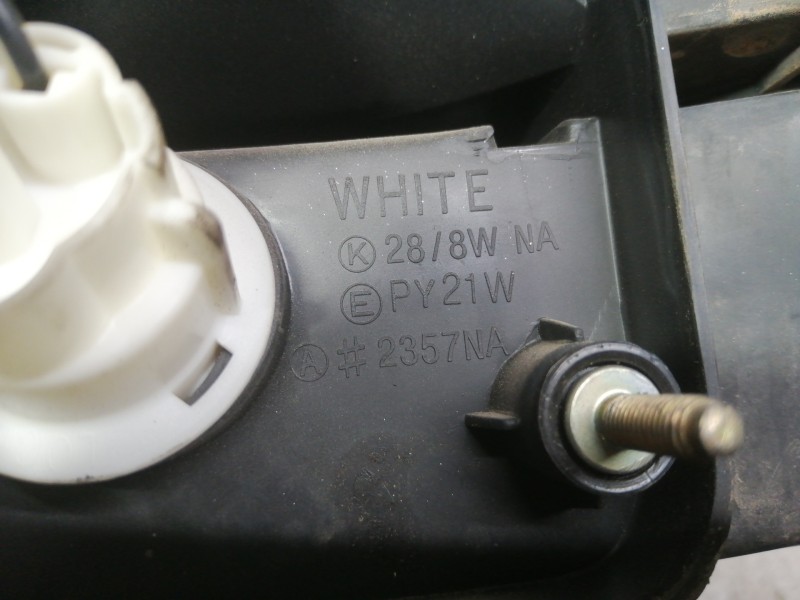 WHITE
Ⓚ 28/8W NA
Ⓔ PY21W
Ⓐ # 2357NA